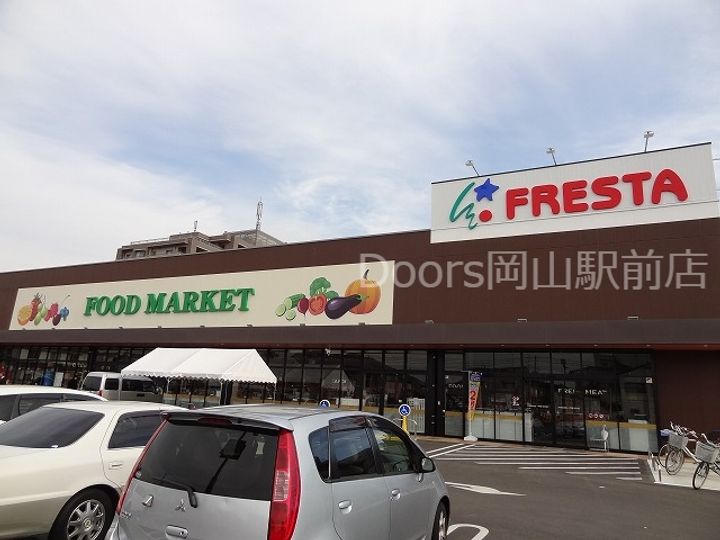 FRESTA
Doors岡山駅前店
FOOD MARKET